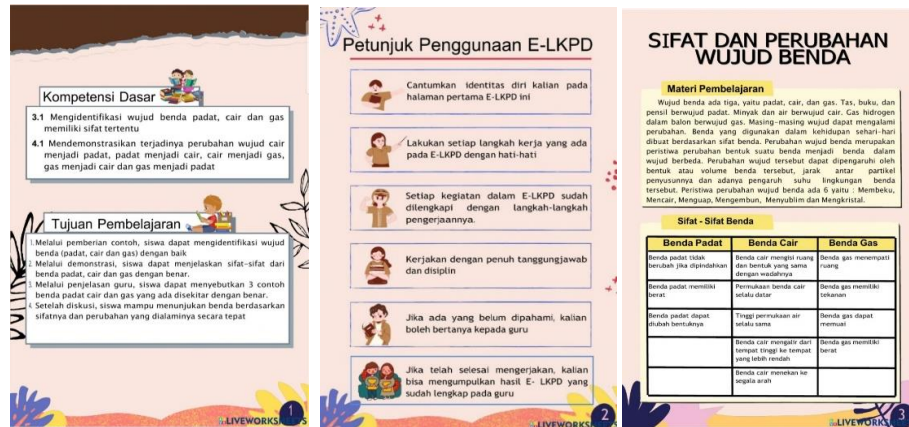 Kompetensi Dasar
3.1 Mengidentifikasi wujud benda padat, cair dan gas
memiliki sifat tertentu
4.1 Mendemonstrasikan terjadinya perubahan wujud cair
menjadi padat, padat menjadi cair, cair menjadi gas,
gas menjadi cair dan gas menjadi padat
Tujuan Pembelajaran
1. Melalui pemberian contoh, siswa dapat mengidentifikasi wujud
benda (padat, cair dan gas) dengan baik
2. Melalui demonstrasi, siswa dapat menjelaskan sifat-sifat dari
benda padat, cair dan gas dengan benar.
3. Melalui penjelasan guru, siswa dapat menyebutkan 3 contoh
benda padat cair dan gas yang ada disekitar dengan benar.
4. Setelah diskusi, siswa mampu menunjukan benda berdasarkan
sifatnya dan perubahan yang dialaminya secara tepat
1
LIVEWORKSHEETS
Petunjuk Penggunaan E-LKPD
Cantumkan identitas diri kalian pada
halaman pertama E-LKPD ini
Lakukan setiap langkah kerja yang ada
pada E-LKPD dengan hati-hati
Setiap kegiatan dalam E-LKPD sudah
dilengkapi dengan langkah-langkah
pengerjaannya.
Kerjakan dengan penuh tanggungjawab
dan disiplin
Jika ada yang belum dipahami, kalian
boleh bertanya kepada guru
Jika telah selesai mengerjakan, kalian
bisa mengumpulkan hasil E- LKPD yang
sudah lengkap pada guru
2
LIVEWORKSHEETS
SIFAT DAN PERUBAHAN
WUJUD BENDA
Materi Pembelajaran
Wujud benda ada tiga, yaitu padat, cair, dan gas. Tas, buku, dan
pensil berwujud padat. Minyak dan air berwujud cair. Gas hidrogen
dalam balon berwujud gas. Masing-masing wujud dapat mengalami
perubahan. Benda yang digunakan dalam kehidupan sehari-hari
dibuat berdasarkan sifat benda. Perubahan wujud benda merupakan
peristiwa perubahan bentuk suatu benda menjadi benda dalam
wujud berbeda. Perubahan wujud tersebut dapat dipengaruhi oleh
bentuk atau volume benda tersebut, jarak antar partikel
penyusunnya dan adanya pengaruh suhu lingkungan benda
tersebut. Peristiwa perubahan wujud benda ada 6 yaitu : Membeku,
Mencair, Menguap, Mengembun, Menyublim dan Mengkristal.
Sifat - Sifat Benda
Benda Padat Benda Cair Benda Gas
Benda padat tidak
berubah jika dipindahkan
Benda cair mengisi ruang
dan bentuk yang sama
dengan wadahnya
Benda gas menempati
ruang
Benda padat memiliki
berat
Permukaan benda cair
selalu datar
Benda gas memiliki
tekanan
Benda padat dapat
diubah bentuknya
Tinggi permukaan air
selalu sama
Benda gas dapat
memuai
Benda cair mengalir dari
tempat tinggi ke tempat
yang lebih rendah
Benda gas memiliki
berat
Benda cair menekan ke
segala arah
3